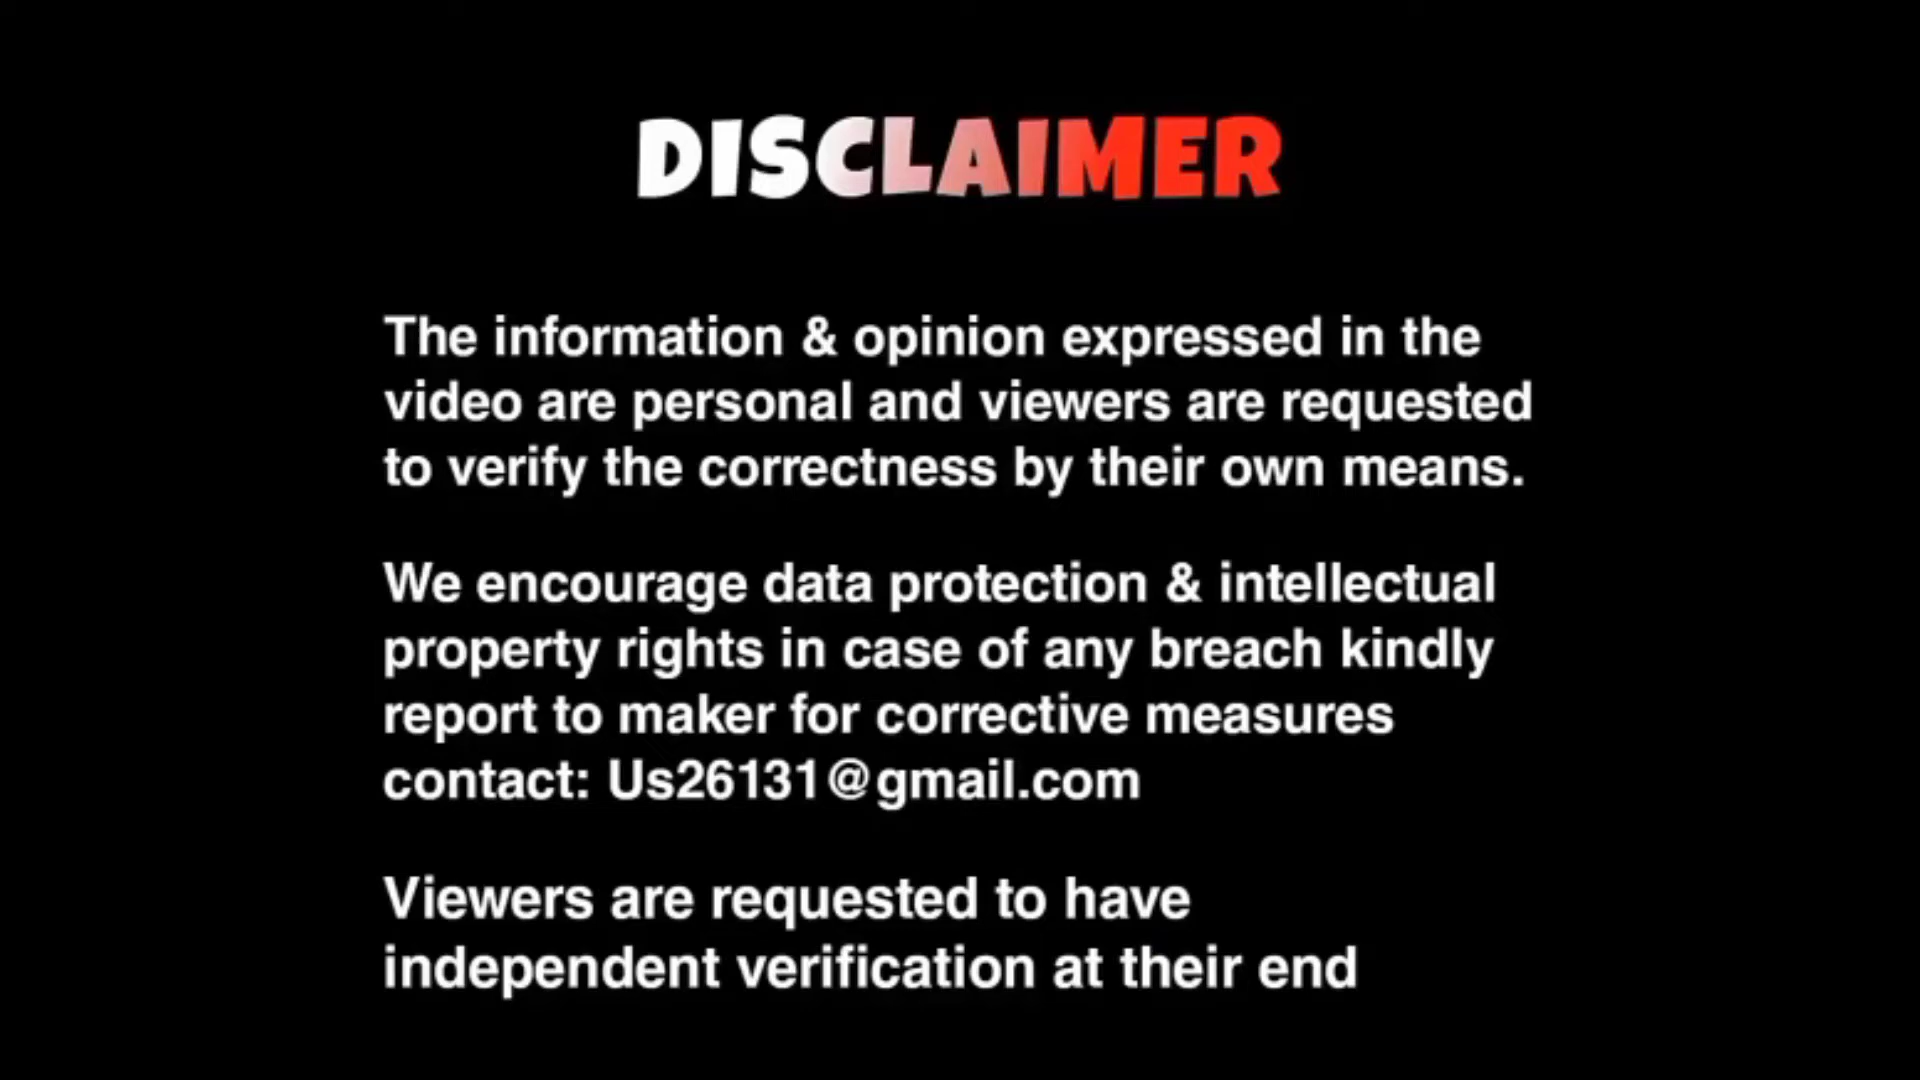 DISCLAIMER
The information & opinion expressed in the
video are personal and viewers are requested
to verify the correctness by their own means.
We encourage data protection & intellectual
property rights in case of any breach kindly
report to maker for corrective measures
contact: Us26131@gmail.com
Viewers are requested to have
independent verification at their end